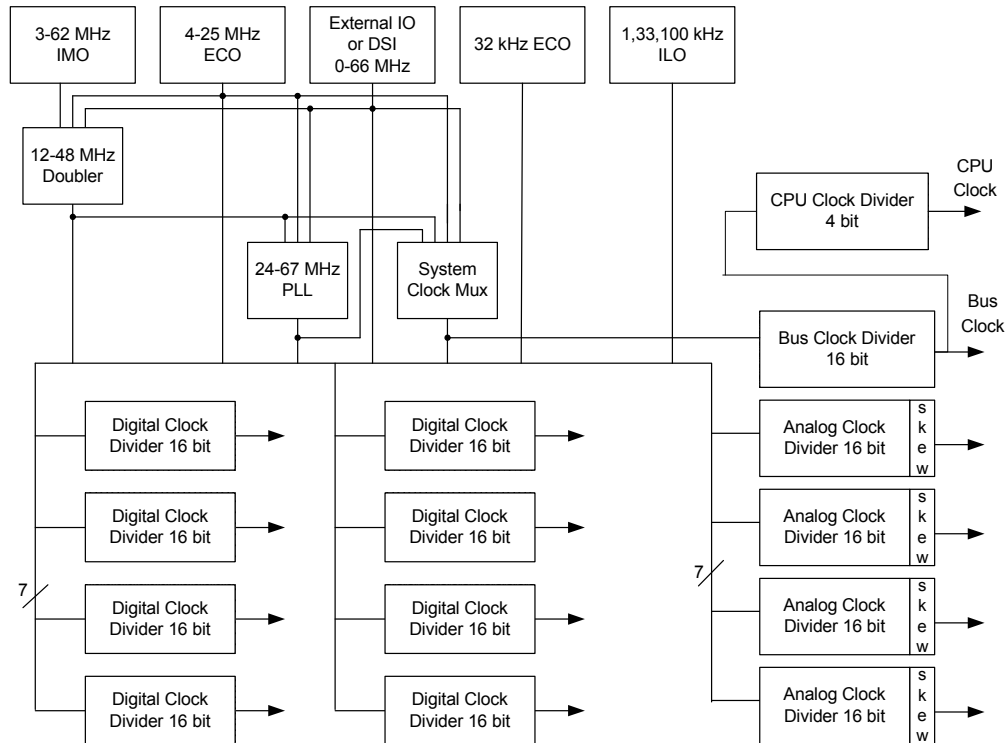 3-62 MHz
IMO
4-25 MHz
ECO
External IO
or DSI
0-66 MHz
32 kHz ECO
1,33,100 kHz
ILO
12-48 MHz
Doubler
CPU
Clock
CPU Clock Divider
4 bit
24-67 MHz
PLL
System
Clock Mux
Bus
Clock
Bus Clock Divider
16 bit
Digital Clock
Divider 16 bit
Digital Clock
Divider 16 bit
Analog Clock
Divider 16 bit
s
k
e
w
Digital Clock
Divider 16 bit
Digital Clock
Divider 16 bit
Analog Clock
Divider 16 bit
s
k
e
w
7
7
Digital Clock
Divider 16 bit
Digital Clock
Divider 16 bit
Analog Clock
Divider 16 bit
s
k
e
w
Digital Clock
Divider 16 bit
Digital Clock
Divider 16 bit
Analog Clock
Divider 16 bit
s
k
e
w